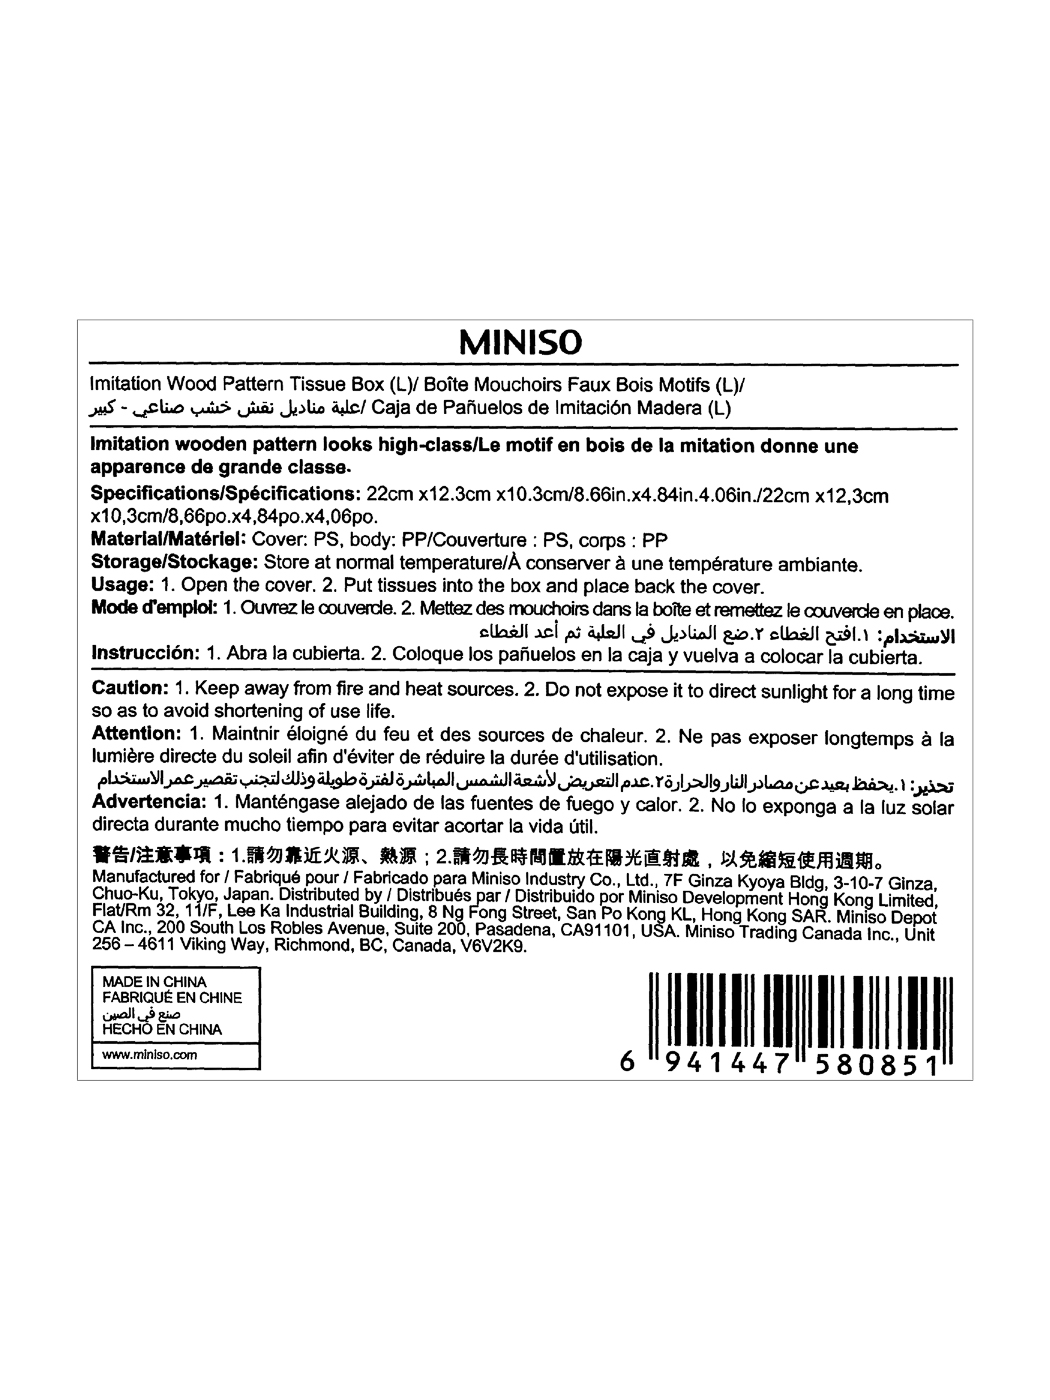 MINISO
Imitation Wood Pattern Tissue Box (L)/ Boîte Mouchoirs Faux Bois Motifs (L)/
علبة مناديل نقش خشب صناعي - كبير/ Caja de Pañuelos de Imitación Madera (L)
Imitation wooden pattern looks high-class/Le motif en bois de la mitation donne une
apparence de grande classe.
Specifications/Spécifications: 22cm x12.3cm x10.3cm/8.66in.x4.84in.4.06in./22cm x12,3cm
x10,3cm/8,66po.x4,84po.x4,06po.
Material/Matériel: Cover: PS, body: PP/Couverture : PS, corps : PP
Storage/Stockage: Store at normal temperature/À conserver à une température ambiante.
Usage: 1. Open the cover. 2. Put tissues into the box and place back the cover.
Mode d'emploi: 1. Ouvrez le couvercle. 2. Mettez des mouchoirs dans la boîte et remettez le couvercle en place.
الاستخدام: ١.افتح الغطاء ٢.ضع المناديل في العلبة ثم أعد الغطاء
Instrucción: 1. Abra la cubierta. 2. Coloque los pañuelos en la caja y vuelva a colocar la cubierta.
Caution: 1. Keep away from fire and heat sources. 2. Do not expose it to direct sunlight for a long time
so as to avoid shortening of use life.
Attention: 1. Maintnir éloigné du feu et des sources de chaleur. 2. Ne pas exposer longtemps à la
lumière directe du soleil afin d'éviter de réduire la durée d'utilisation.
تحذير: ١.يحفظ بعيد عن مصادر النار والحرارة ٢.عدم التعريض لأشعة الشمس المباشرة لفترة طويلة وذلك لتجنب تقصير عمر الاستخدام
Advertencia: 1. Manténgase alejado de las fuentes de fuego y calor. 2. No lo exponga a la luz solar
directa durante mucho tiempo para evitar acortar la vida útil.
警告/注意事項：1.請勿靠近火源、熱源；2.請勿長時間置放在陽光直射處，以免縮短使用週期。
Manufactured for / Fabriqué pour / Fabricado para Miniso Industry Co., Ltd., 7F Ginza Kyoya Bldg, 3-10-7 Ginza,
Chuo-Ku, Tokyo, Japan. Distributed by / Distribués par / Distribuido por Miniso Development Hong Kong Limited,
Flat/Rm 32, 11/F, Lee Ka Industrial Building, 8 Ng Fong Street, San Po Kong KL, Hong Kong SAR. Miniso Depot
CA Inc., 200 South Los Robles Avenue, Suite 200, Pasadena, CA91101, USA. Miniso Trading Canada Inc., Unit
256 – 4611 Viking Way, Richmond, BC, Canada, V6V2K9.
MADE IN CHINA
FABRIQUÉ EN CHINE
صنع في الصين
HECHO EN CHINA
www.miniso.com
6 941447 580851